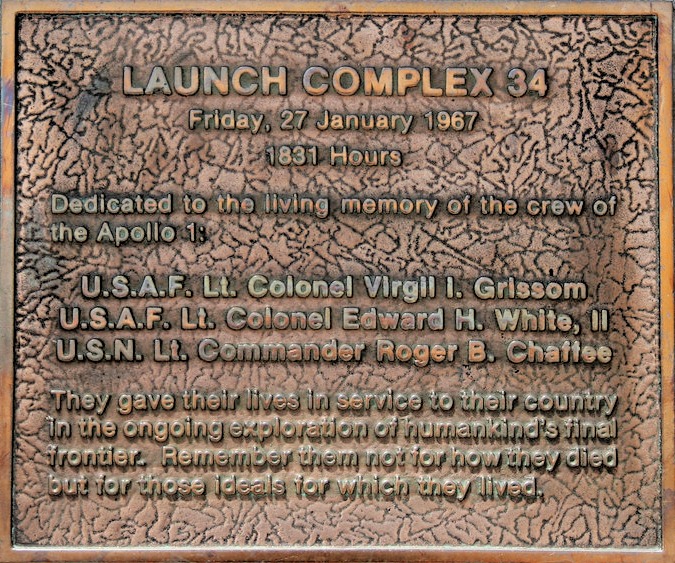 LAUNCH COMPLEX 34
Friday, 27 January 1967
1831 Hours
Dedicated to the living memory of the crew of
the Apollo 1:
U.S.A.F. Lt. Colonel Virgil I. Grissom
U.S.A.F. Lt. Colonel Edward H. White, II
U.S.N. Lt. Commander Roger B. Chaffee
They gave their lives in service to their country
in the ongoing exploration of humankind's final
frontier. Remember them not for how they died
but for those ideals for which they lived.